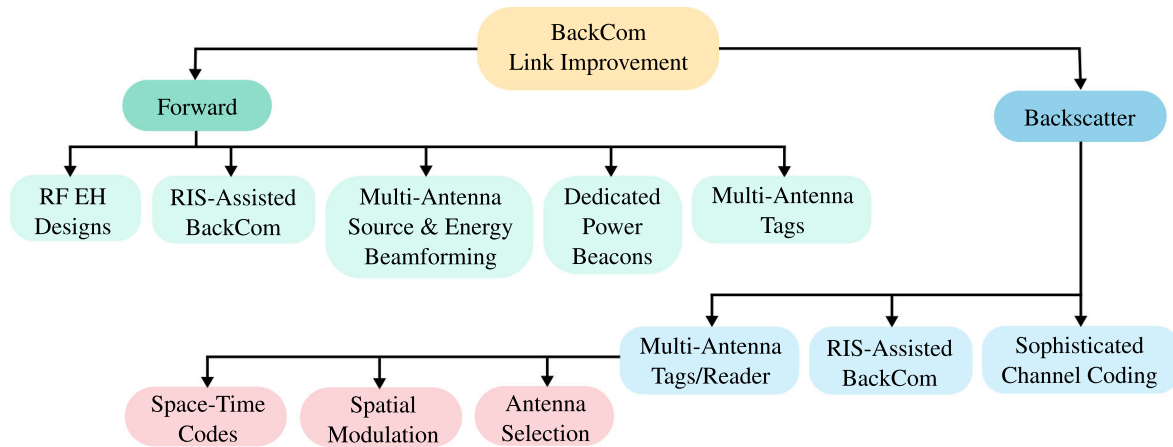 BackCom
Link Improvement
Forward
Backscatter
RF EH
Designs
RIS-Assisted
BackCom
Multi-Antenna
Source & Energy
Beamforming
Dedicated
Power
Beacons
Multi-Antenna
Tags
Multi-Antenna
Tags/Reader
RIS-Assisted
BackCom
Sophisticated
Channel Coding
Space-Time
Codes
Spatial
Modulation
Antenna
Selection